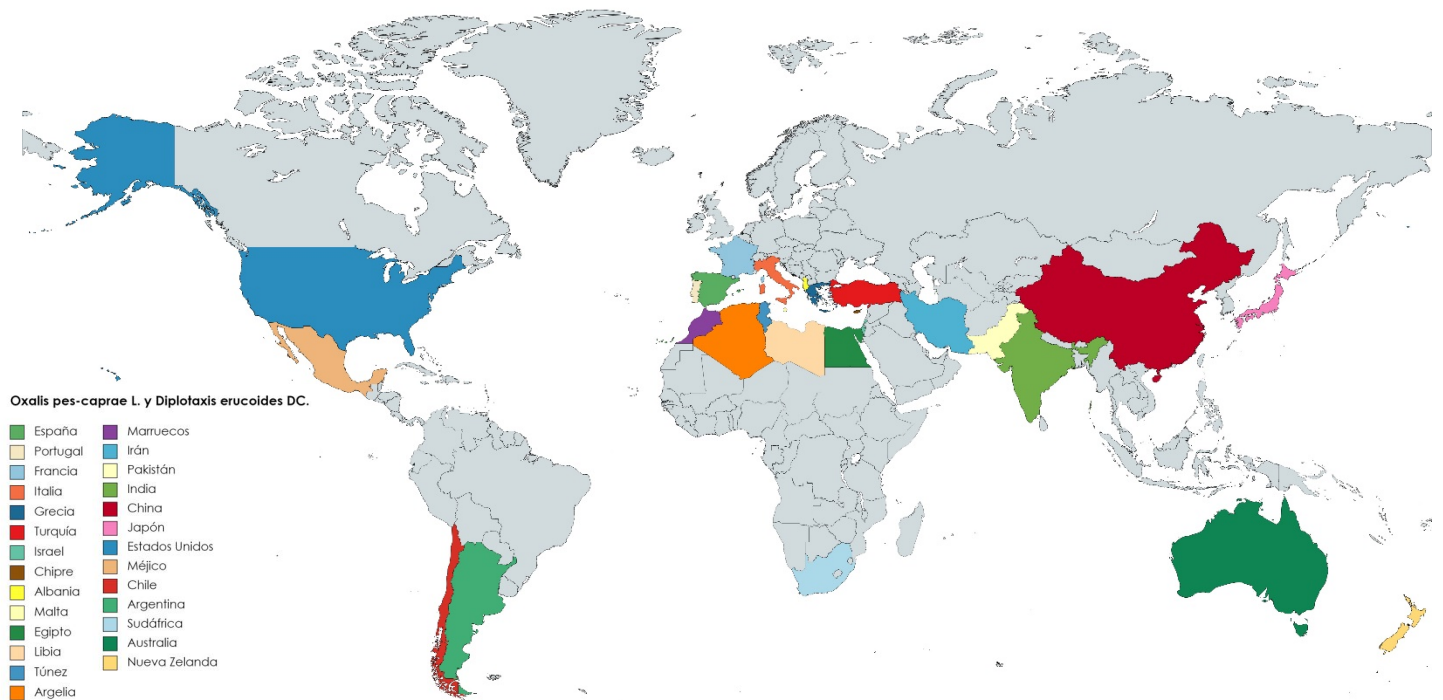 Oxalis pes-caprae L. y Diplotaxis erucoides DC.
España
Portugal
Francia
Italia
Grecia
Turquía
Israel
Chipre
Albania
Malta
Egipto
Libia
Túnez
Argelia
Marruecos
Irán
Pakistán
India
China
Japón
Estados Unidos
Méjico
Chile
Argentina
Sudáfrica
Australia
Nueva Zelanda